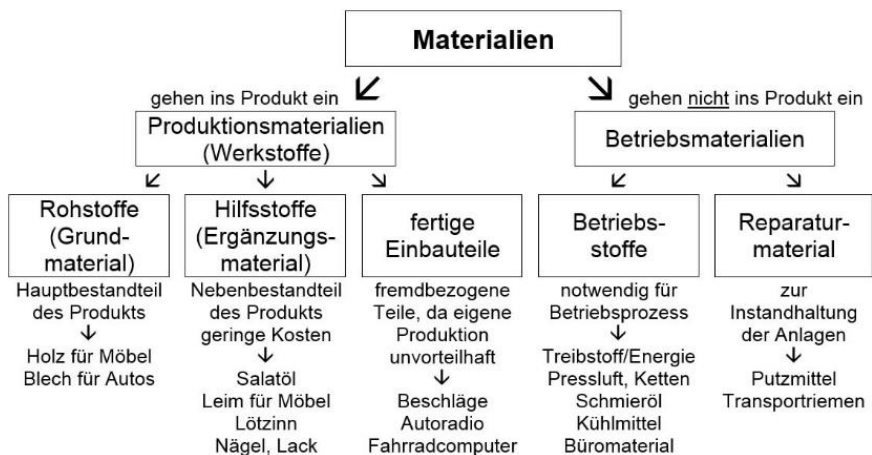 Materialien
gehen ins Produkt ein
gehen nicht ins Produkt ein
Produktionsmaterialien
(Werkstoffe)
Betriebsmaterialien
Rohstoffe
(Grund-
material)
Hauptbestandteil
des Produkts
Holz für Möbel
Blech für Autos
Hilfsstoffe
(Ergänzungs-
material)
Nebenbestandteil
des Produkts
geringe Kosten
Salatöl
Leim für Möbel
Lötzinn
Nägel, Lack
fertige
Einbauteile
fremdbezogene
Teile, da eigene
Produktion
unvorteilhaft
Beschläge
Autoradio
Fahrradcomputer
Betriebs-
stoffe
notwendig für
Betriebsprozess
Treibstoff/Energie
Pressluft, Ketten
Schmieröl
Kühlmittel
Büromaterial
Reparatur-
material
zur
Instandhaltung
der Anlagen
Putzmittel
Transportriemen